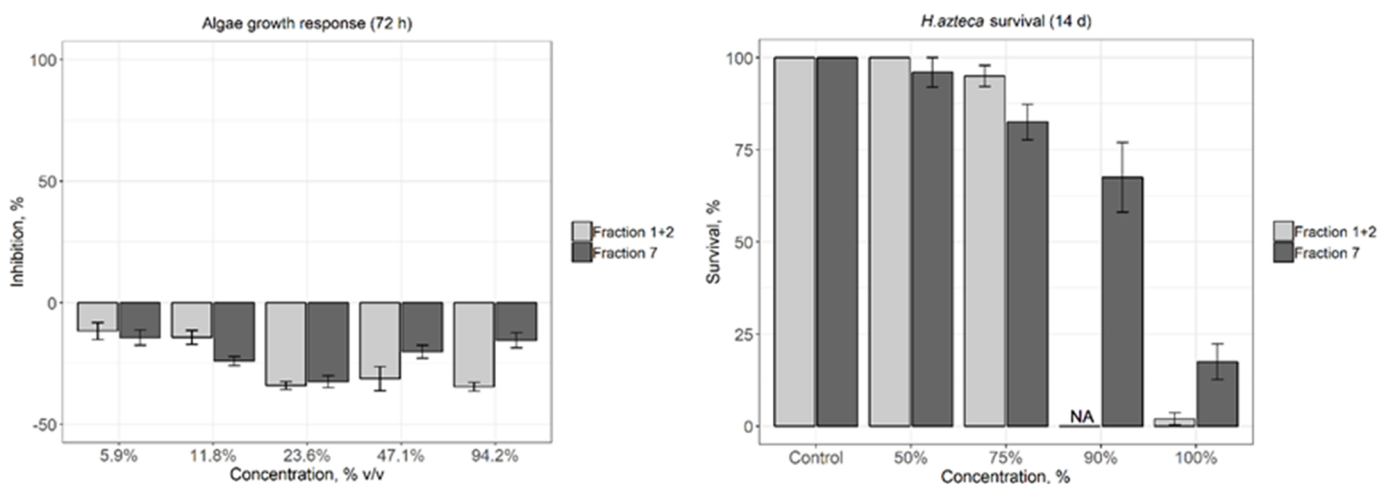 Algae growth response (72 h)
100
50
0
-50
Inhibition, %
5.9%
11.8%
23.6%
47.1%
94.2%
Concentration, % v/v
Fraction 1+2
Fraction 7
H.azteca survival (14 d)
100
75
50
25
0
Survival, %
NA
Control
50%
75%
90%
100%
Concentration, %
Fraction 1+2
Fraction 7